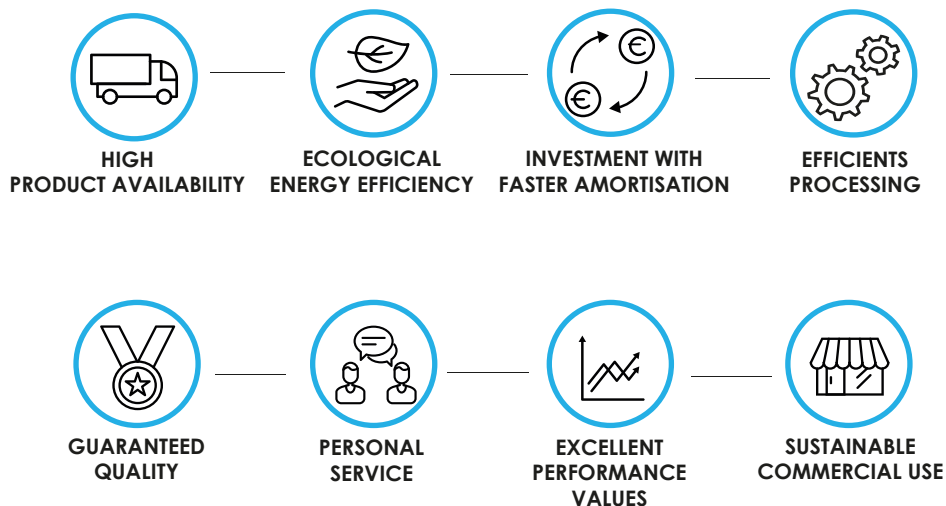 HIGH
PRODUCT AVAILABILITY
ECOLOGICAL
ENERGY EFFICIENCY
INVESTMENT WITH
FASTER AMORTISATION
EFFICIENTS
PROCESSING
GUARANTEED
QUALITY
PERSONAL
SERVICE
EXCELLENT
PERFORMANCE
VALUES
SUSTAINABLE
COMMERCIAL USE